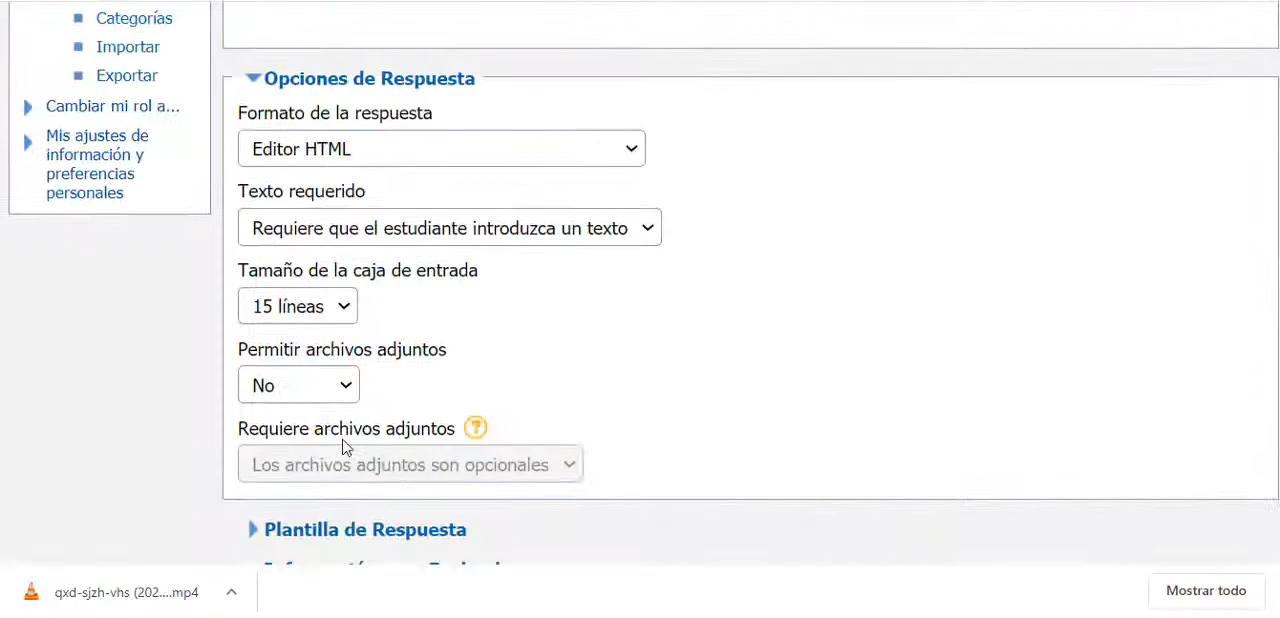 Categorías
Importar
Exportar
Cambiar mi rol a...
Mis ajustes de
información y
preferencias
personales
Opciones de Respuesta
Formato de la respuesta
Editor HTML
Texto requerido
Requiere que el estudiante introduzca un texto
Tamaño de la caja de entrada
15 líneas
Permitir archivos adjuntos
No
Requiere archivos adjuntos
Los archivos adjuntos son opcionales
Plantilla de Respuesta
qxd-sjzh-vhs (202....mp4
Mostrar todo